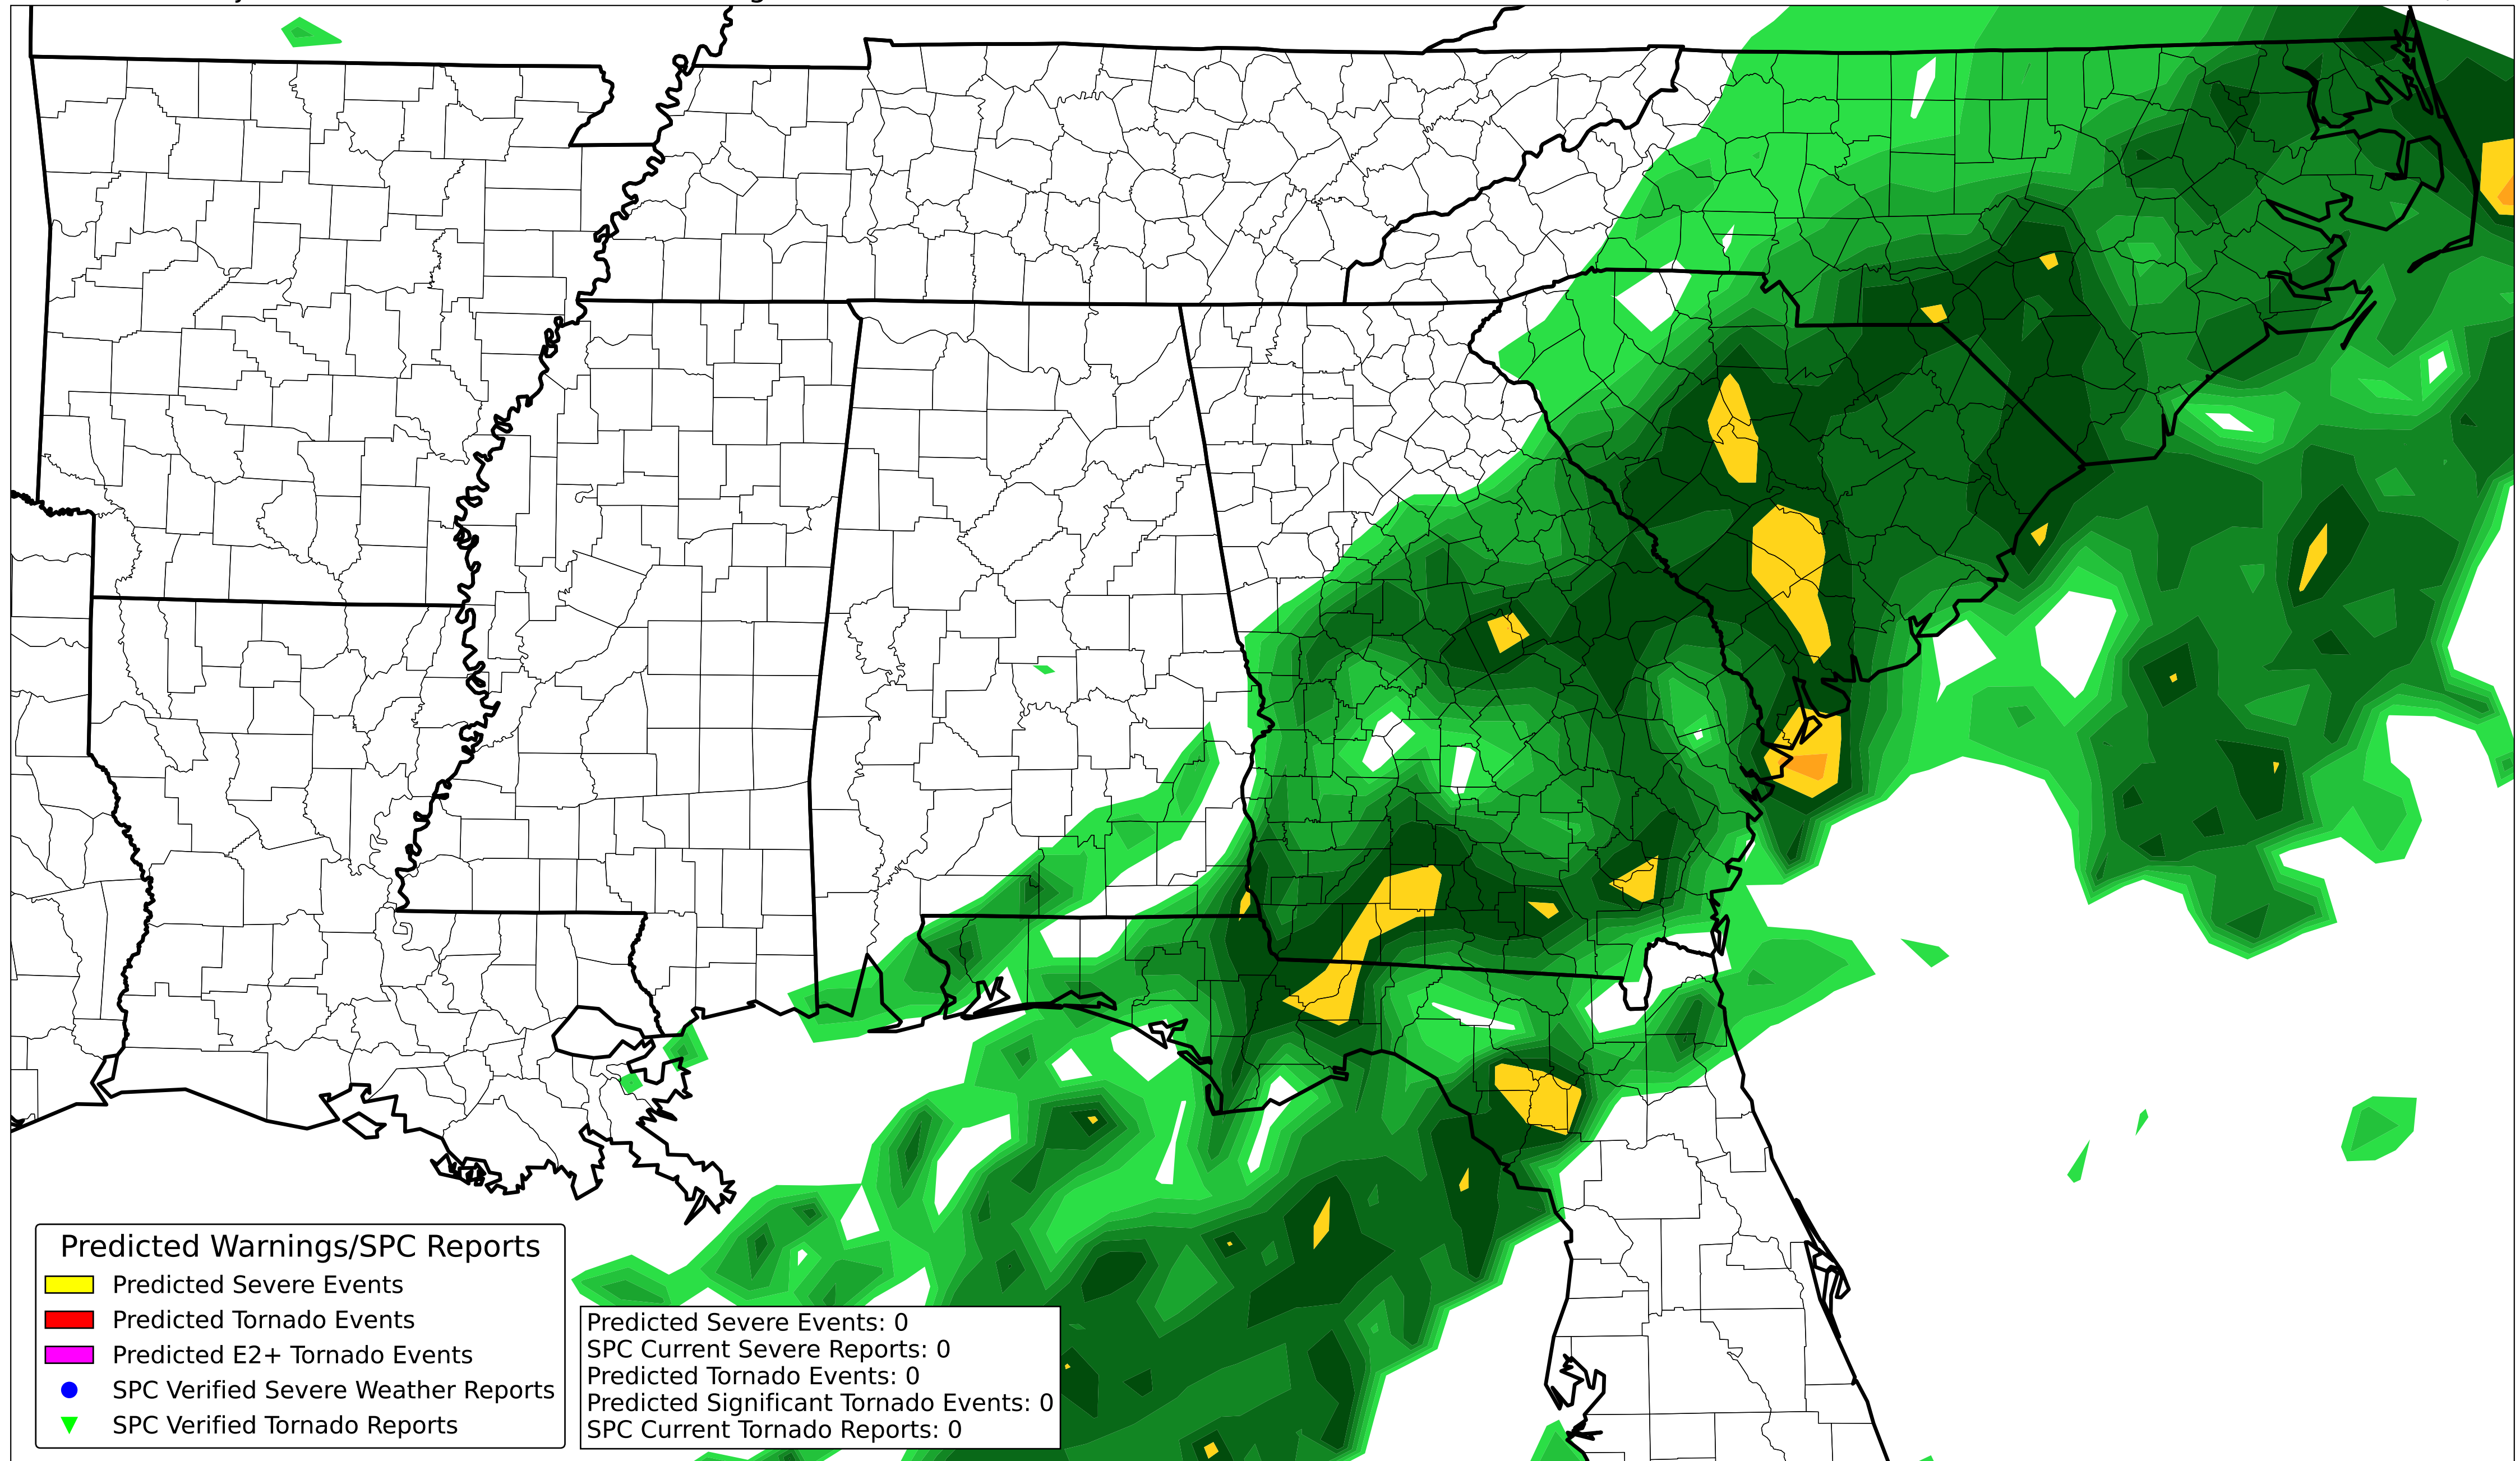 Predicted Warnings/SPC Reports
Predicted Severe Events
Predicted Tornado Events
Predicted E2+ Tornado Events
SPC Verified Severe Weather Reports
SPC Verified Tornado Reports
Predicted Severe Events: 0
SPC Current Severe Reports: 0
Predicted Tornado Events: 0
Predicted Significant Tornado Events: 0
SPC Current Tornado Reports: 0